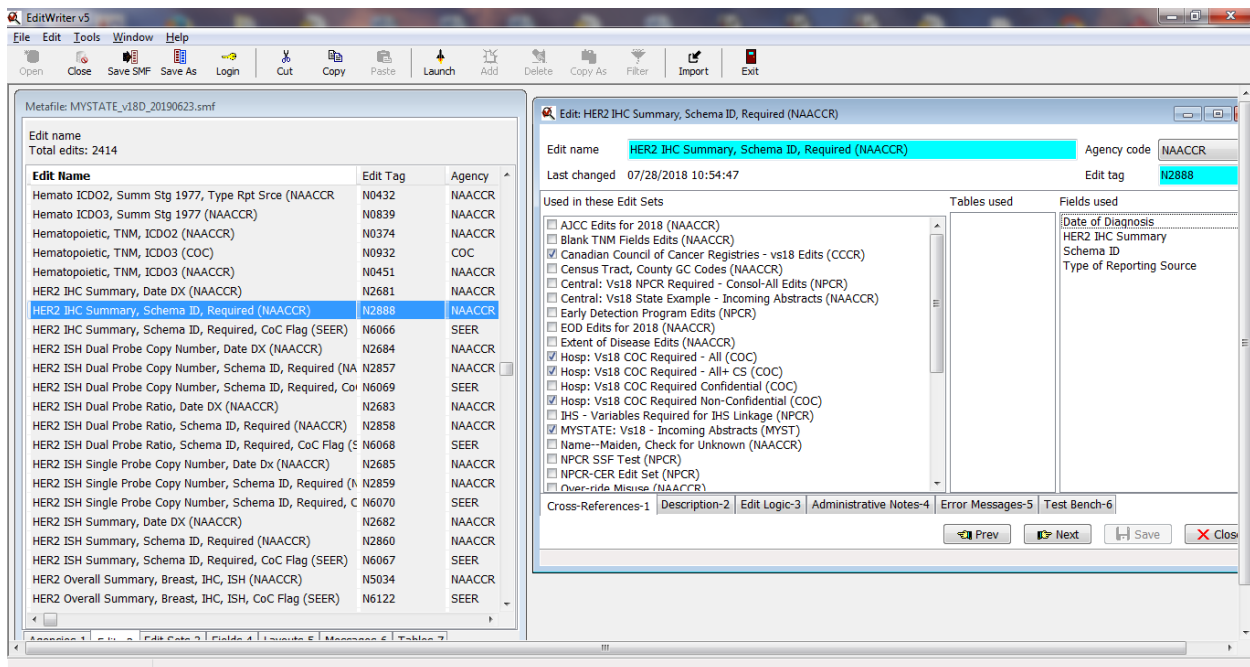 EditWriter v5
File Edit Tools Window Help
Open Close Save SMF Save As Login Cut Copy Paste Launch Add Delete Copy As Filter Import Exit
Metafile: MYSTATE_v18D_20190623.smf
Edit name
Total edits: 2414
Edit Name Edit Tag Agency
Hemato ICDO2, Summ Stg 1977, Type Rpt Srce (NAACCR N0432 NAACCR
Hemato ICDO3, Summ Stg 1977 (NAACCR) N0839 NAACCR
Hematopoietic, TNM, ICDO2 (NAACCR) N0374 NAACCR
Hematopoietic, TNM, ICDO3 (COC) N0932 COC
Hematopoietic, TNM, ICDO3 (NAACCR) N0451 NAACCR
HER2 IHC Summary, Date DX (NAACCR) N2681 NAACCR
HER2 IHC Summary, Schema ID, Required (NAACCR) N2888 NAACCR
HER2 IHC Summary, Schema ID, Required, CoC Flag (SEER) N6066 SEER
HER2 ISH Dual Probe Copy Number, Date DX (NAACCR) N2684 NAACCR
HER2 ISH Dual Probe Copy Number, Schema ID, Required (NA N2857 NAACCR
HER2 ISH Dual Probe Copy Number, Schema ID, Required, Co N6069 SEER
HER2 ISH Dual Probe Ratio, Date DX (NAACCR) N2683 NAACCR
HER2 ISH Dual Probe Ratio, Schema ID, Required (NAACCR) N2858 NAACCR
HER2 ISH Dual Probe Ratio, Schema ID, Required, CoC Flag (S N6068 SEER
HER2 ISH Single Probe Copy Number, Date Dx (NAACCR) N2685 NAACCR
HER2 ISH Single Probe Copy Number, Schema ID, Required (N N2859 NAACCR
HER2 ISH Single Probe Copy Number, Schema ID, Required, C N6070 SEER
HER2 ISH Summary, Date DX (NAACCR) N2682 NAACCR
HER2 ISH Summary, Schema ID, Required (NAACCR) N2860 NAACCR
HER2 ISH Summary, Schema ID, Required, CoC Flag (SEER) N6067 SEER
HER2 Overall Summary, Breast, IHC, ISH (NAACCR) N5034 NAACCR
HER2 Overall Summary, Breast, IHC, ISH, CoC Flag (SEER) N6122 SEER
Agencies-1 Edits-2 Edit Sets-3 Fields-4 Layouts-5 Messages-6 Tables-7
Edit: HER2 IHC Summary, Schema ID, Required (NAACCR)
Edit name HER2 IHC Summary, Schema ID, Required (NAACCR) Agency code NAACCR
Last changed 07/28/2018 10:54:47 Edit tag N2888
Used in these Edit Sets Tables used Fields used
AJCC Edits for 2018 (NAACCR)
Blank TNM Fields Edits (NAACCR)
Canadian Council of Cancer Registries - vs18 Edits (CCCR)
Census Tract, County GC Codes (NAACCR)
Central: Vs18 NPCR Required - Consol-All Edits (NPCR)
Central: Vs18 State Example - Incoming Abstracts (NAACCR)
Early Detection Program Edits (NPCR)
EOD Edits for 2018 (NAACCR)
Extent of Disease Edits (NAACCR)
Hosp: Vs18 COC Required - All (COC)
Hosp: Vs18 COC Required - All+ CS (COC)
Hosp: Vs18 COC Required Confidential (COC)
Hosp: Vs18 COC Required Non-Confidential (COC)
IHS - Variables Required for IHS Linkage (NPCR)
MYSTATE: Vs18 - Incoming Abstracts (MYST)
Name--Maiden, Check for Unknown (NAACCR)
NPCR SSF Test (NPCR)
NPCR-CER Edit Set (NPCR)
Over-ride Misuse (NAACCR)
Date of Diagnosis
HER2 IHC Summary
Schema ID
Type of Reporting Source
Cross-References-1 Description-2 Edit Logic-3 Administrative Notes-4 Error Messages-5 Test Bench-6
Prev Next Save Clos